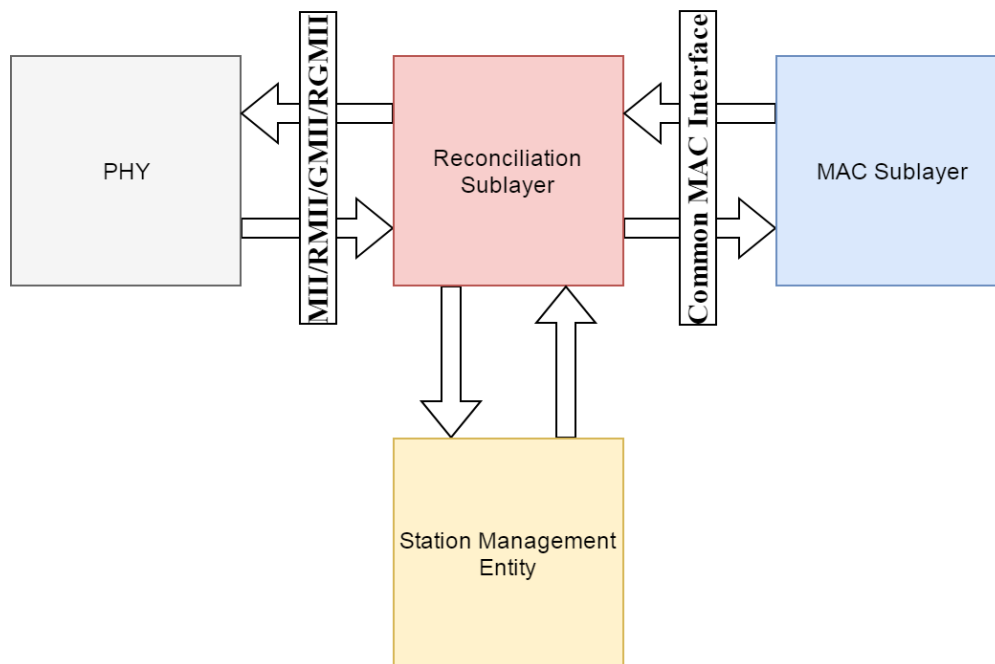 MII/RMII/GMII/RGMII
Common MAC Interface
PHY
Reconciliation
Sublayer
MAC Sublayer
Station Management
Entity